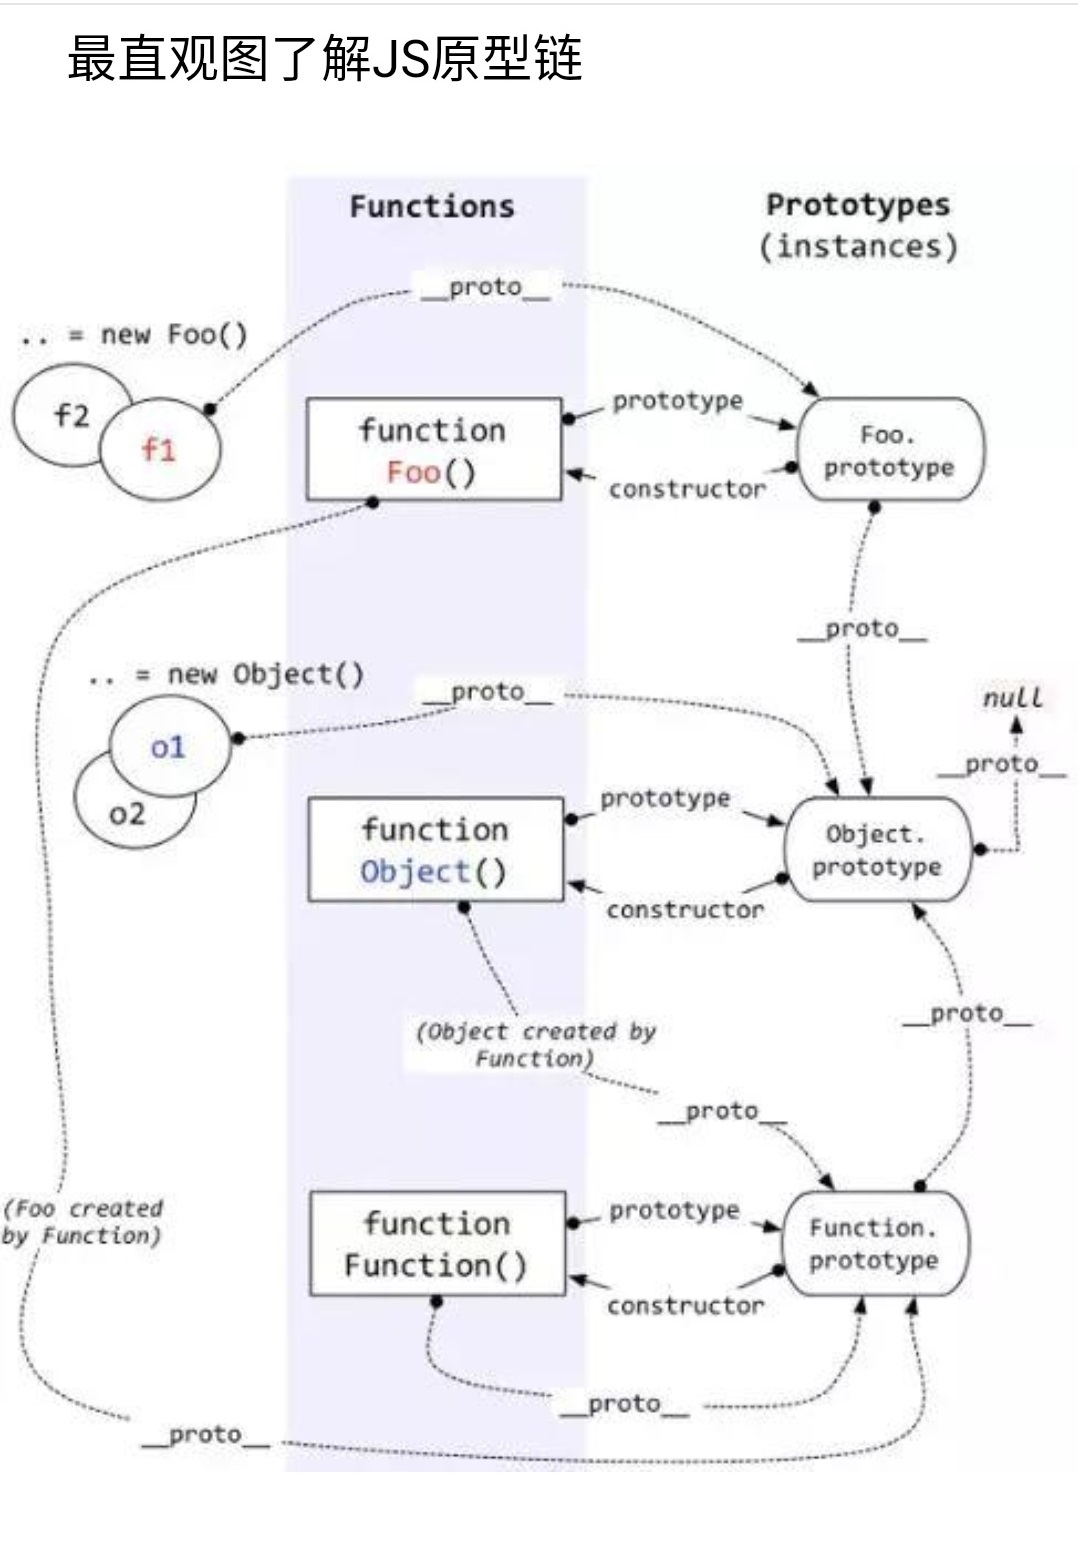 最直观图了解JS原型链
Functions
Prototypes
(instances)
__proto__
.. = new Foo()
f2
f1
function
Foo()
prototype
constructor
Foo.
prototype
__proto__
.. = new Object()
__proto__
null
__proto__
o1
o2
function
Object()
prototype
constructor
Object.
prototype
__proto__
(Object created by
Function)
__proto__
(Foo created
by Function)
function
Function()
prototype
constructor
Function.
prototype
__proto__
__proto__